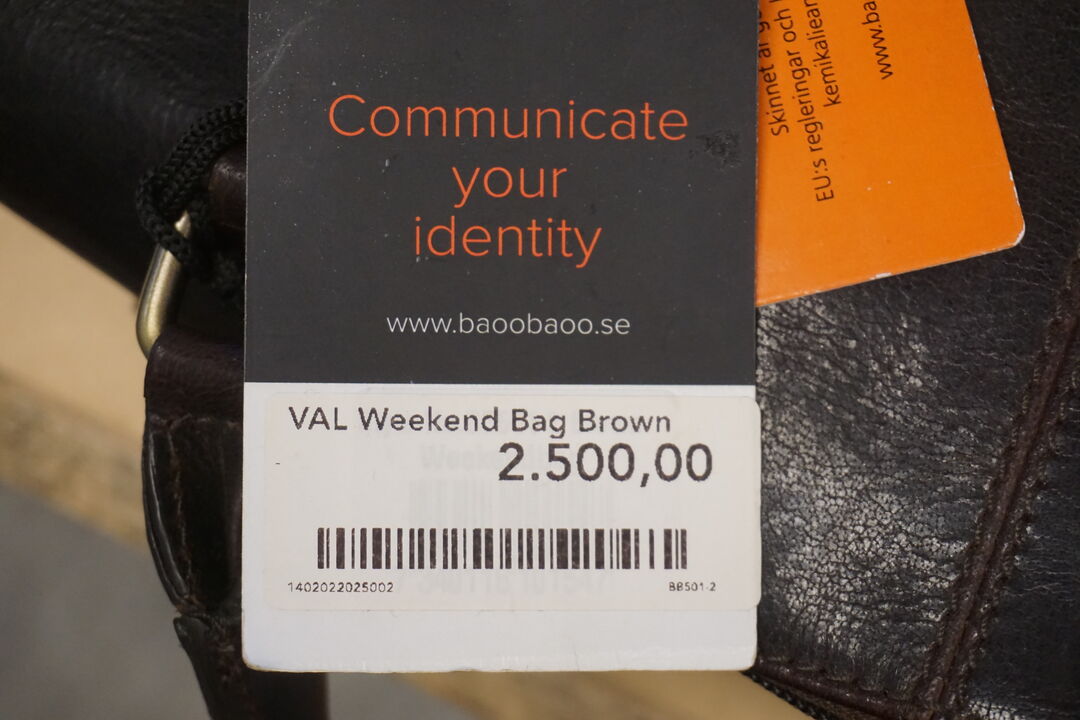 Communicate
your
identity
www.baoobaoo.se
VAL Weekend Bag Brown
2.500,00
1402022025002
BB501-2
Skinnet är
EU:s regleringar och
kemikaliean
www.ba